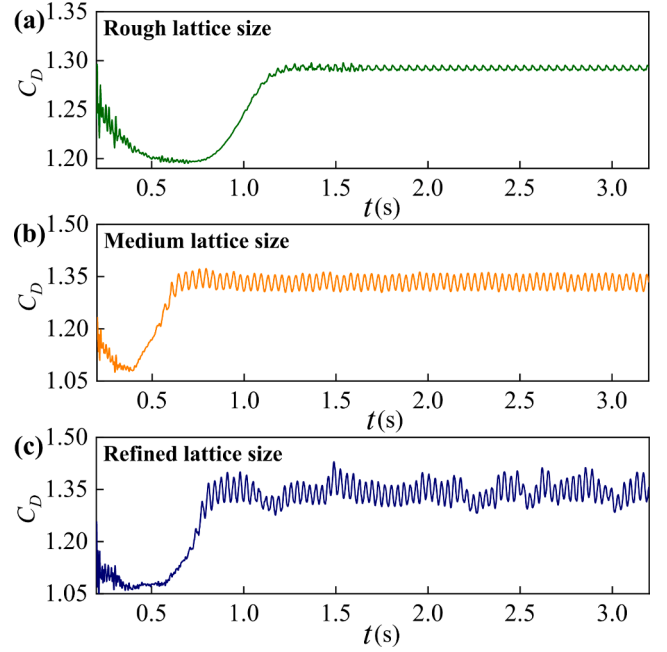 (a)
Rough lattice size
1.35
1.30
1.25
1.20
C_D
0.5 1.0 1.5 2.0 2.5 3.0
t(s)
(b)
Medium lattice size
1.50
1.35
1.20
1.05
C_D
0.5 1.0 1.5 2.0 2.5 3.0
t(s)
(c)
Refined lattice size
1.50
1.35
1.20
1.05
C_D
0.5 1.0 1.5 2.0 2.5 3.0
t(s)